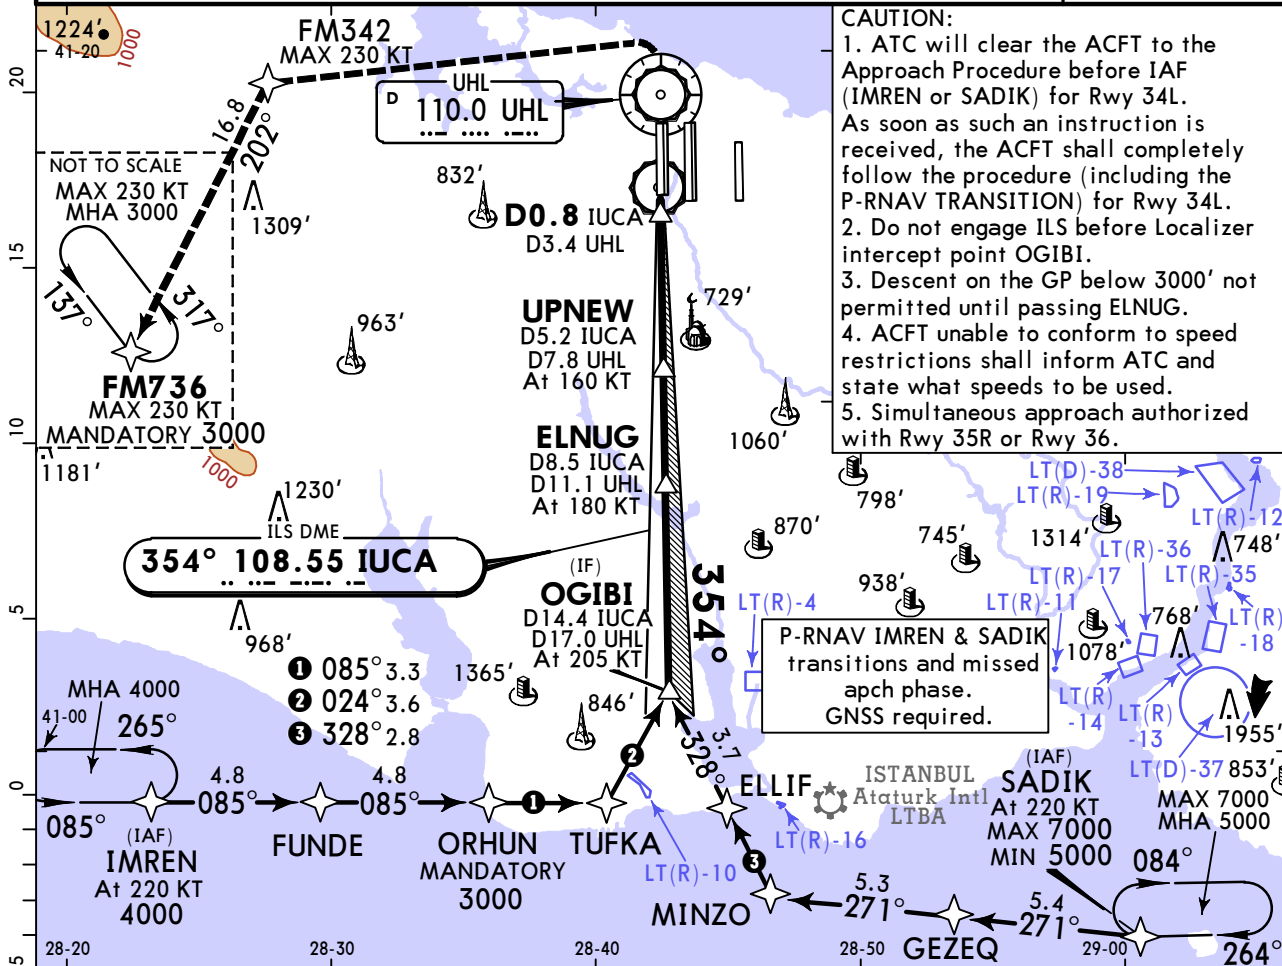 1224'
41-20
1000
FM342
MAX 230 KT
UHL
D
110.0 UHL
16.8
202°
NOT TO SCALE
MAX 230 KT
MHA 3000
137°
317°
FM736
MAX 230 KT
MANDATORY 3000
1000
1309'
832'
D0.8 IUCA
D3.4 UHL
963'
UPNEW
D5.2 IUCA
D7.8 UHL
At 160 KT
729'
1060'
ELNUG
D8.5 IUCA
D11.1 UHL
At 180 KT
CAUTION:
1. ATC will clear the ACFT to the
Approach Procedure before IAF
(IMREN or SADIK) for Rwy 34L.
As soon as such an instruction is
received, the ACFT shall completely
follow the procedure (including the
P-RNAV TRANSITION) for Rwy 34L.
2. Do not engage ILS before Localizer
intercept point OGIBI.
3. Descent on the GP below 3000' not
permitted until passing ELNUG.
4. ACFT unable to conform to speed
restrictions shall inform ATC and
state what speeds to be used.
5. Simultaneous approach authorized
with Rwy 35R or Rwy 36.
1181'
1230'
ILS DME
354° 108.55 IUCA
968'
(IF)
OGIBI
D14.4 IUCA
D17.0 UHL
At 205 KT
354°
870'
798'
745'
938'
LT(R)-4
LT(D)-38
LT(R)-19
LT(R)-12
1314'
LT(R)-36
748'
LT(R)-17
LT(R)-35
LT(R)-11
768'
LT(R)
-18
1078'
LT(R)
-14
LT(R)
-13
1955'
LT(D)-37
853'
P-RNAV IMREN & SADIK
transitions and missed
apch phase.
GNSS required.
1 085° 3.3
2 024° 3.6
3 328° 2.8
1365'
846'
MHA 4000
41-00
265°
085°
(IAF)
IMREN
At 220 KT
4000
4.8
085°
FUNDE
4.8
085°
ORHUN
MANDATORY
3000
1
TUFKA
2
3.7
328°
ELLIF
3
LT(R)-10
LT(R)-16
ISTANBUL
Ataturk Intl
LTBA
MINZO
5.3
271°
GEZEQ
5.4
271°
(IAF)
SADIK
At 220 KT
MAX 7000
MIN 5000
MAX 7000
MHA 5000
084°
264°
20
15
10
5
0
5
28-20
28-30
28-40
28-50
29-00